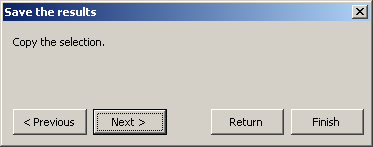 Save the results
Copy the selection.
< Previous
Next >
Return
Finish